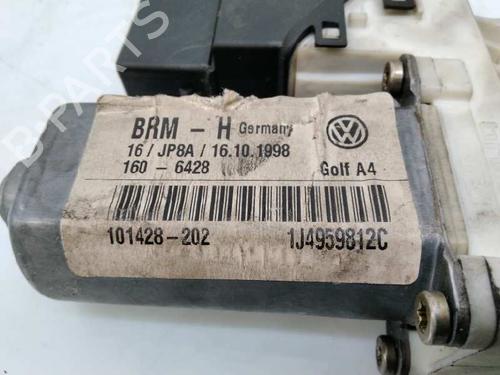 BRM - H Germany
16 / JP8A / 16.10.1998
160 - 6428 Golf A4
101428-202 1J4959812C
B-PARTS